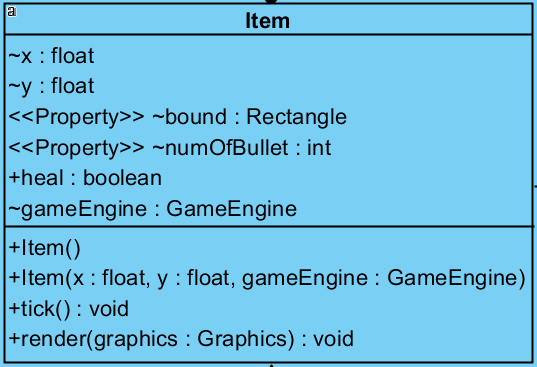 a
Item
~x : float
~y : float
<<Property>> ~bound : Rectangle
<<Property>> ~numOfBullet : int
+heal : boolean
~gameEngine : GameEngine
+Item()
+Item(x : float, y : float, gameEngine : GameEngine)
+tick() : void
+render(graphics : Graphics) : void